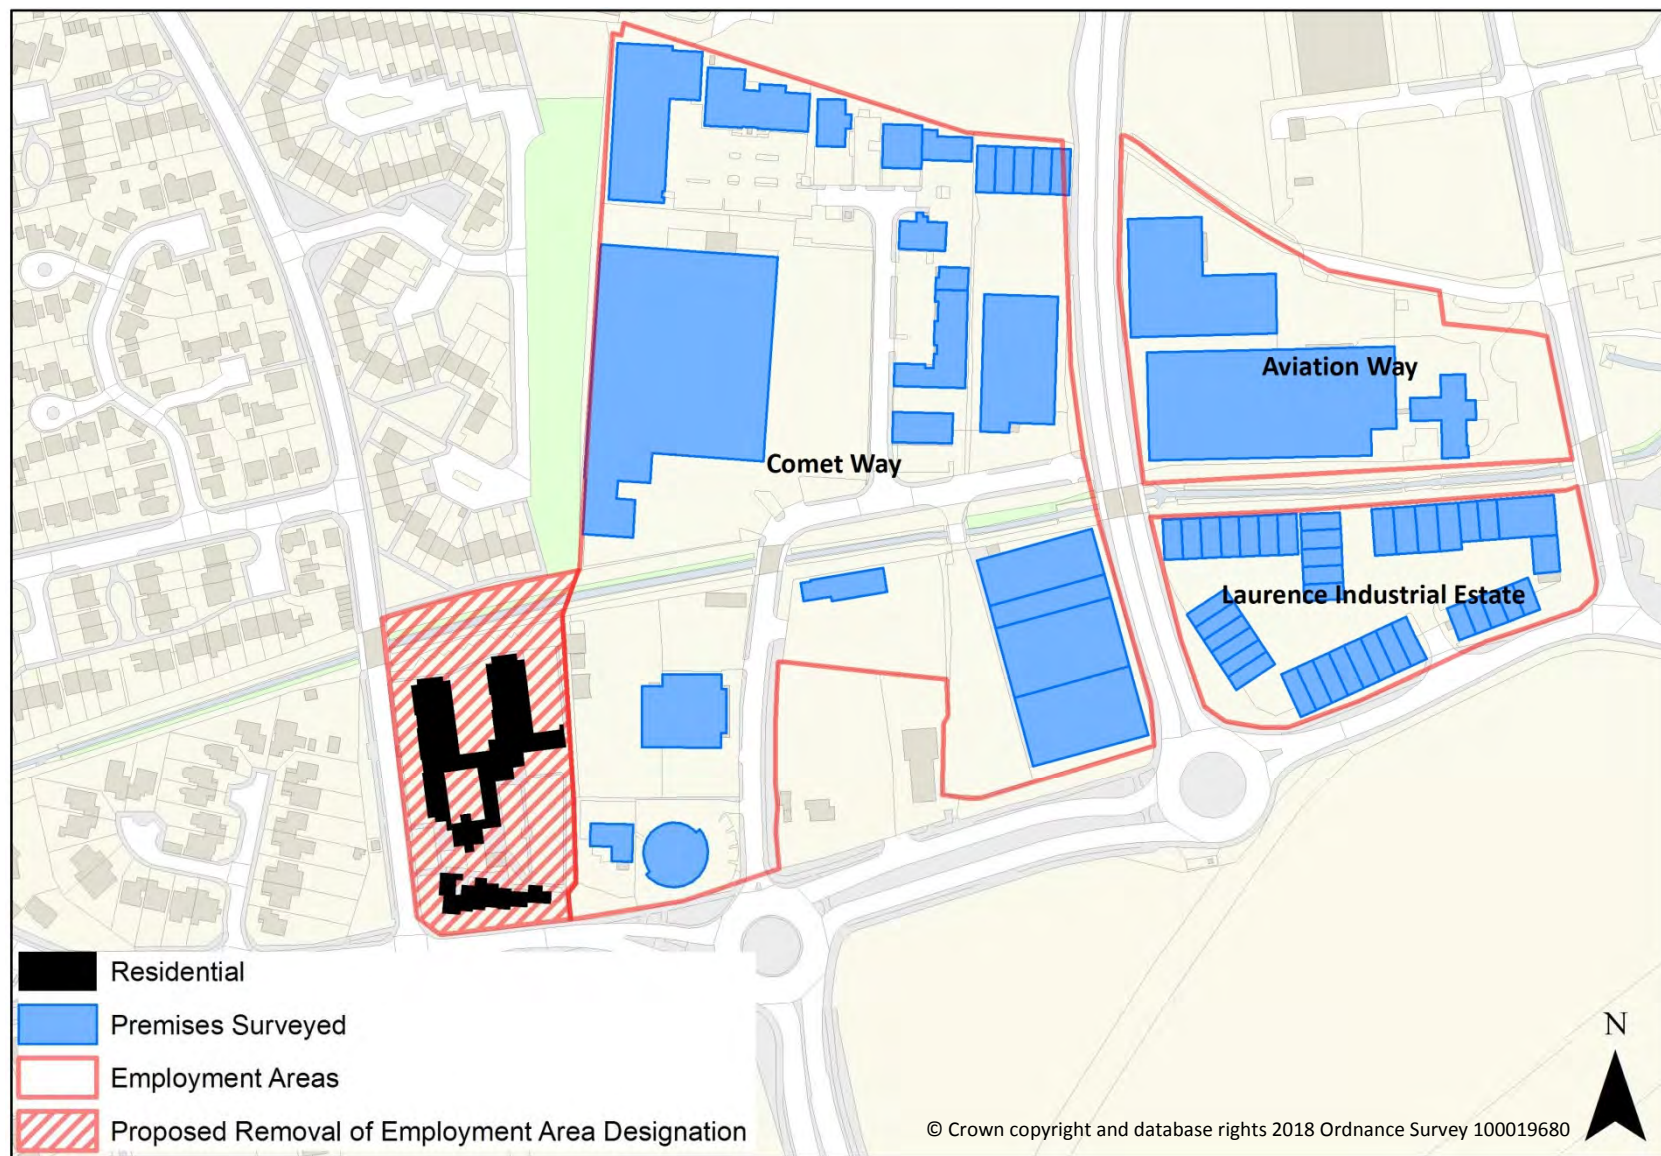 Aviation Way
Comet Way
Laurence Industrial Estate
Residential
Premises Surveyed
Employment Areas
Proposed Removal of Employment Area Designation
N
© Crown copyright and database rights 2018 Ordnance Survey 100019680